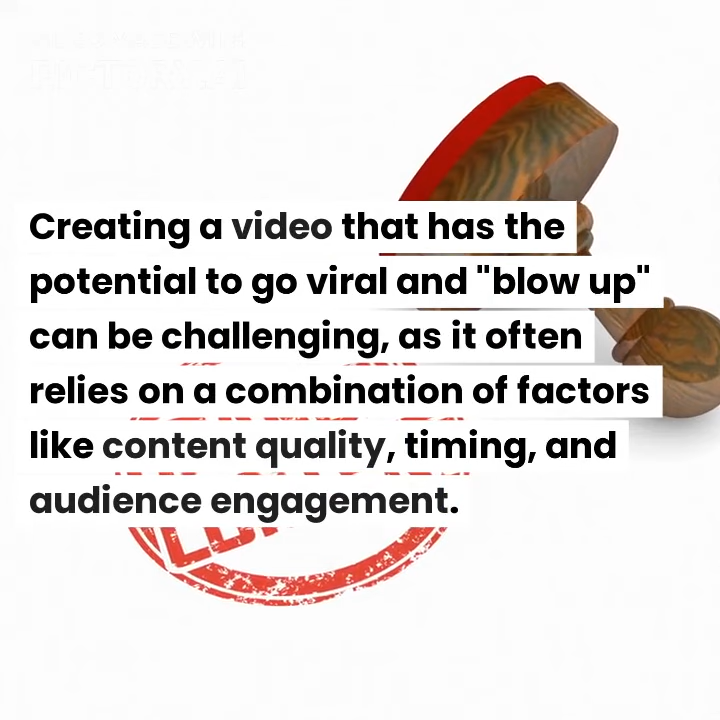 Creating a video that has the
potential to go viral and "blow up"
can be challenging, as it often
relies on a combination of factors
like content quality, timing, and
audience engagement.